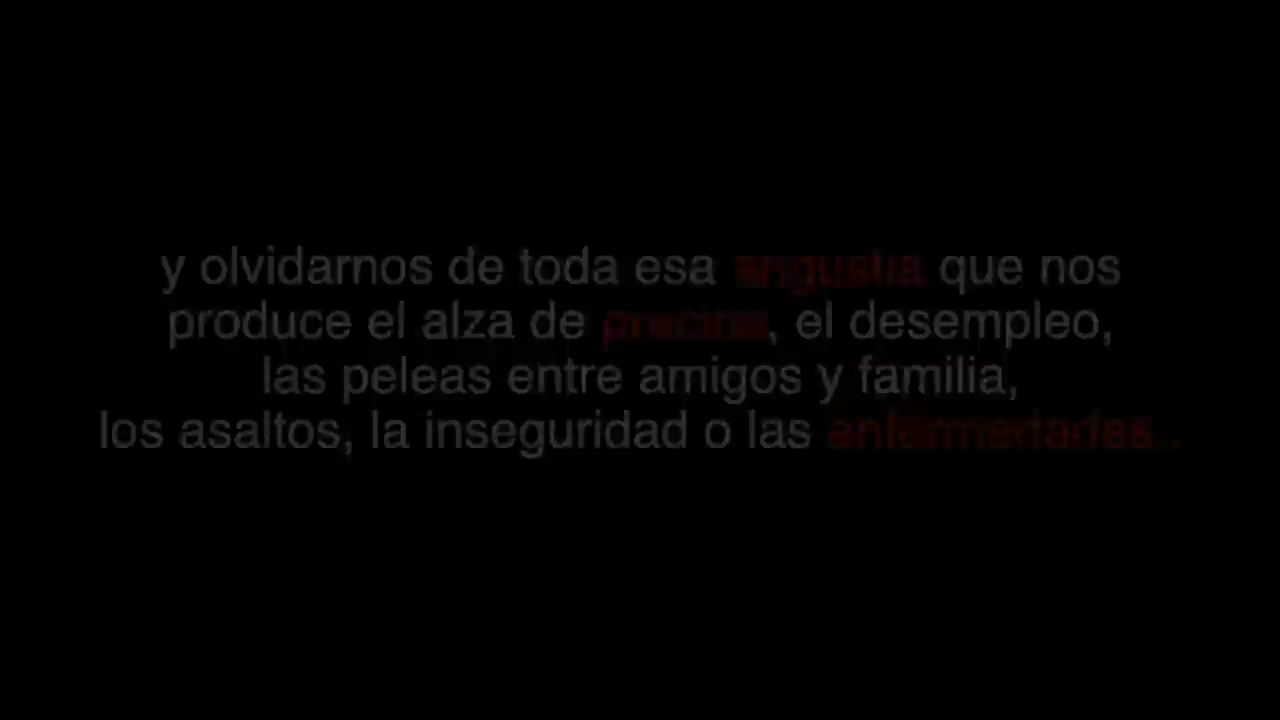 y olvidarnos de toda esa angustia que nos
produce el alza de precios, el desempleo,
las peleas entre amigos y familia,
los asaltos, la inseguridad o las enfermedades..